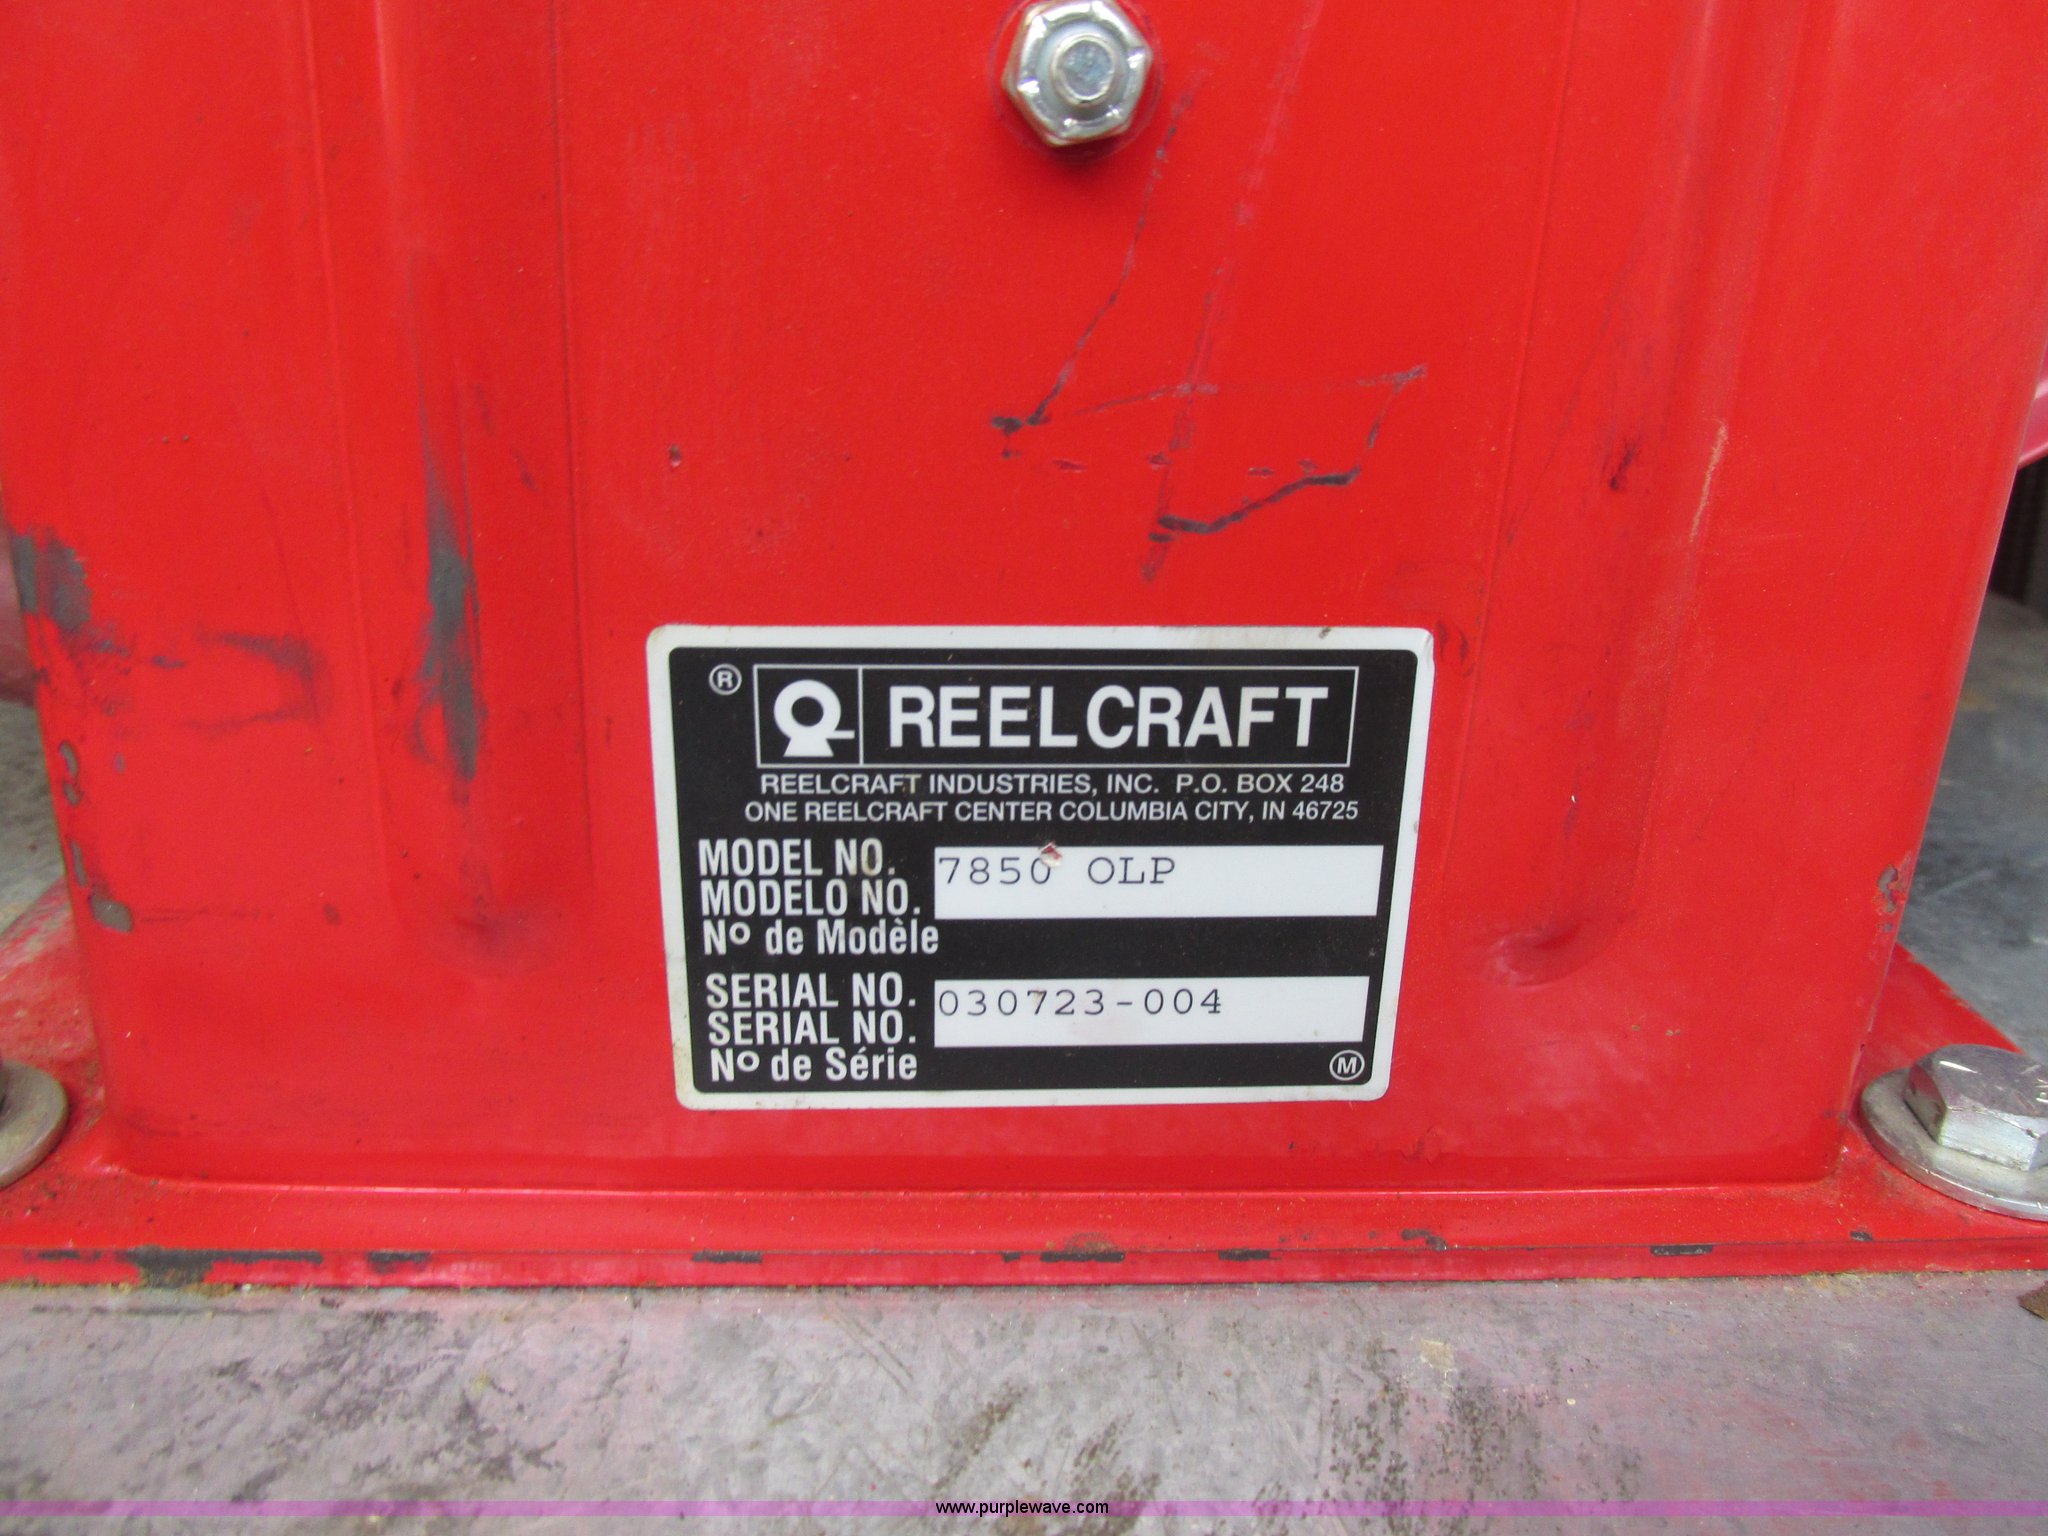 ® REELCRAFT
REELCRAFT INDUSTRIES, INC. P.O. BOX 248
ONE REELCRAFT CENTER COLUMBIA CITY, IN 46725
MODEL NO. 7850 OLP
MODELO NO.
Nº de Modèle
SERIAL NO. 030723-004
SERIAL NO.
Nº de Série
M
www.purplewave.com